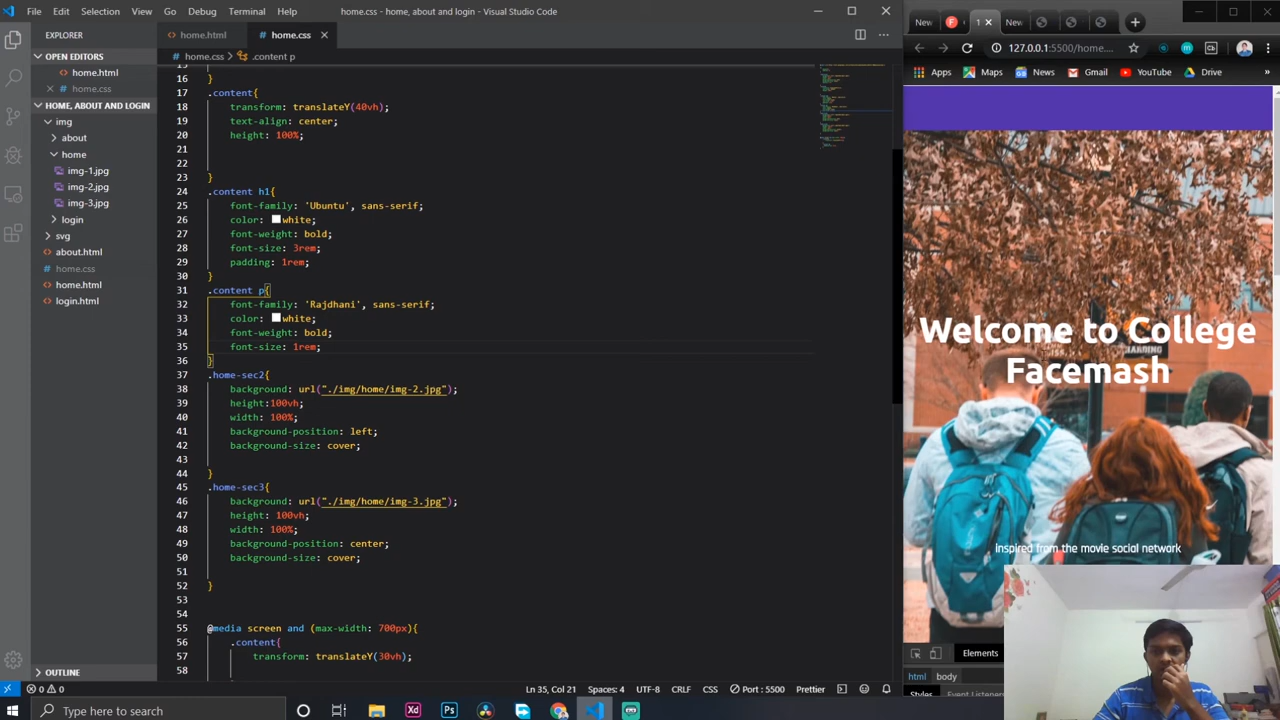 File Edit Selection View Go Debug Terminal Help
home.css - home, about and login - Visual Studio Code
EXPLORER
OPEN EDITORS
home.html
home.css
HOME, ABOUT AND LOGIN
img
about
home
img-1.jpg
img-2.jpg
img-3.jpg
login
svg
about.html
home.css
home.html
login.html
OUTLINE
home.html
home.css
home.css > .content p
16 }
17 .content{
18 transform: translateY(40vh);
19 text-align: center;
20 height: 100%;
21
22
23 }
24 .content h1{
25 font-family: 'Ubuntu', sans-serif;
26 color: white;
27 font-weight: bold;
28 font-size: 3rem;
29 padding: 1rem;
30 }
31 .content p{
32 font-family: 'Rajdhani', sans-serif;
33 color: white;
34 font-weight: bold;
35 font-size: 1rem;
36 }
37 .home-sec2{
38 background: url("./img/home/img-2.jpg");
39 height:100vh;
40 width: 100%;
41 background-position: left;
42 background-size: cover;
43
44 }
45 .home-sec3{
46 background: url("./img/home/img-3.jpg");
47 height: 100vh;
48 width: 100%;
49 background-position: center;
50 background-size: cover;
51
52 }
53
54
55 @media screen and (max-width: 700px){
56 .content{
57 transform: translateY(30vh);
58
0 0
Ln 35, Col 21 Spaces: 4 UTF-8 CRLF CSS Port : 5500 Prettier
Type here to search
New 1 New
127.0.0.1:5500/home....
Apps Maps News Gmail YouTube Drive »
Welcome to College
Facemash
Inspired from the movie social network
Elements
html body
Styles Event Listeners